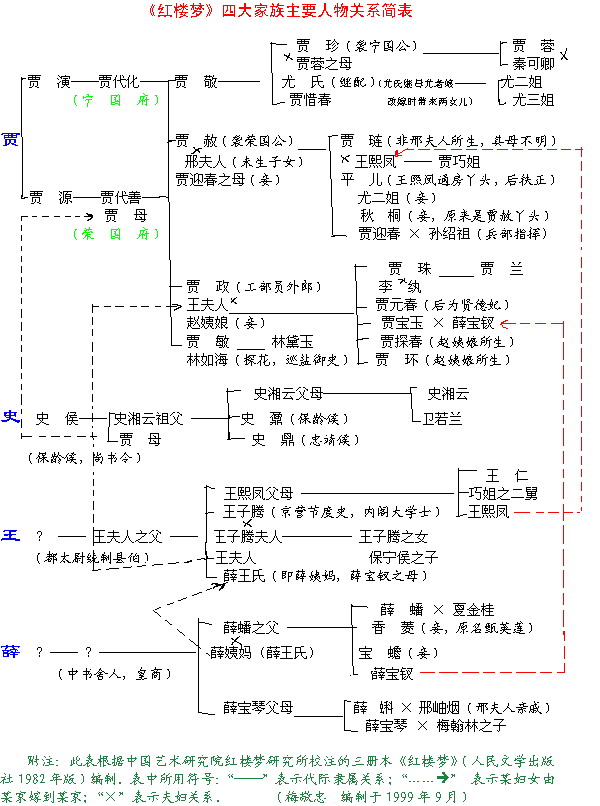 《红楼梦》四大家族主要人物关系简表
贾 珍（袭宁国公） 贾 蓉
× 贾蓉之母 秦可卿 ×
贾 演 贾代化 贾 敬 尤 氏（继配）（尤氏继母尤老娘 尤二姐
（宁 国 府） 贾惜春 改嫁时带来两女儿） 尤三姐
贾
贾 赦（袭荣国公） 贾 琏（非邢夫人所生，其母不明）
× 邢夫人（未生子女） × 王熙凤 贾巧姐
贾迎春之母（妾） 平 儿（王熙凤通房丫头，后扶正）
贾 源 贾代善 尤二姐（妾）
贾 母 秋 桐（妾，原来是贾赦丫头）
（荣 国 府） 贾迎春 × 孙绍祖（兵部指挥）
贾 珠 贾 兰
贾 政（工部员外郎） 李 × 纨
王夫人 × 贾元春（后为贤德妃）
赵姨娘（妾） 贾宝玉 × 薛宝钗
贾 敏 林黛玉 贾探春（赵姨娘所生）
林如海（探花，巡盐御史） 贾 环（赵姨娘所生）
史湘云父母 史湘云
史 史 侯 史湘云祖父 史 鼐（保龄侯） 卫若兰
贾 母 史 鼎（忠靖侯）
（保龄侯，尚书令）
王熙凤父母 王 仁
巧姐之二舅
王子腾（京营节度史，内阁大学士） 王熙凤
×
王 ？ 王夫人之父 王子腾夫人 王子腾之女
（都太尉统制县伯） 王夫人 保宁侯之子
薛王氏（即薛姨妈，薛宝钗之母）
薛 蟠 × 夏金桂
薛蟠之父 香 菱（妾，原名甄英莲）
×
薛 ？ ？ 薛姨妈（薛王氏） 宝 蟾（妾）
（中书舍人，皇商） 薛宝钗
薛宝琴父母 薛 蝌 × 邢岫烟（邢夫人亲戚）
薛宝琴 × 梅翰林之子
附注：此表根据中国艺术研究院红楼梦研究所校注的三册本《红楼梦》（人民文学出版
社1982年版）编制．表中所用符号：“——”表示代际隶属关系；“……→” 表示某妇女由
某家嫁到某家；“×”表示夫妇关系． （梅敬忠 编制于1999年9月）